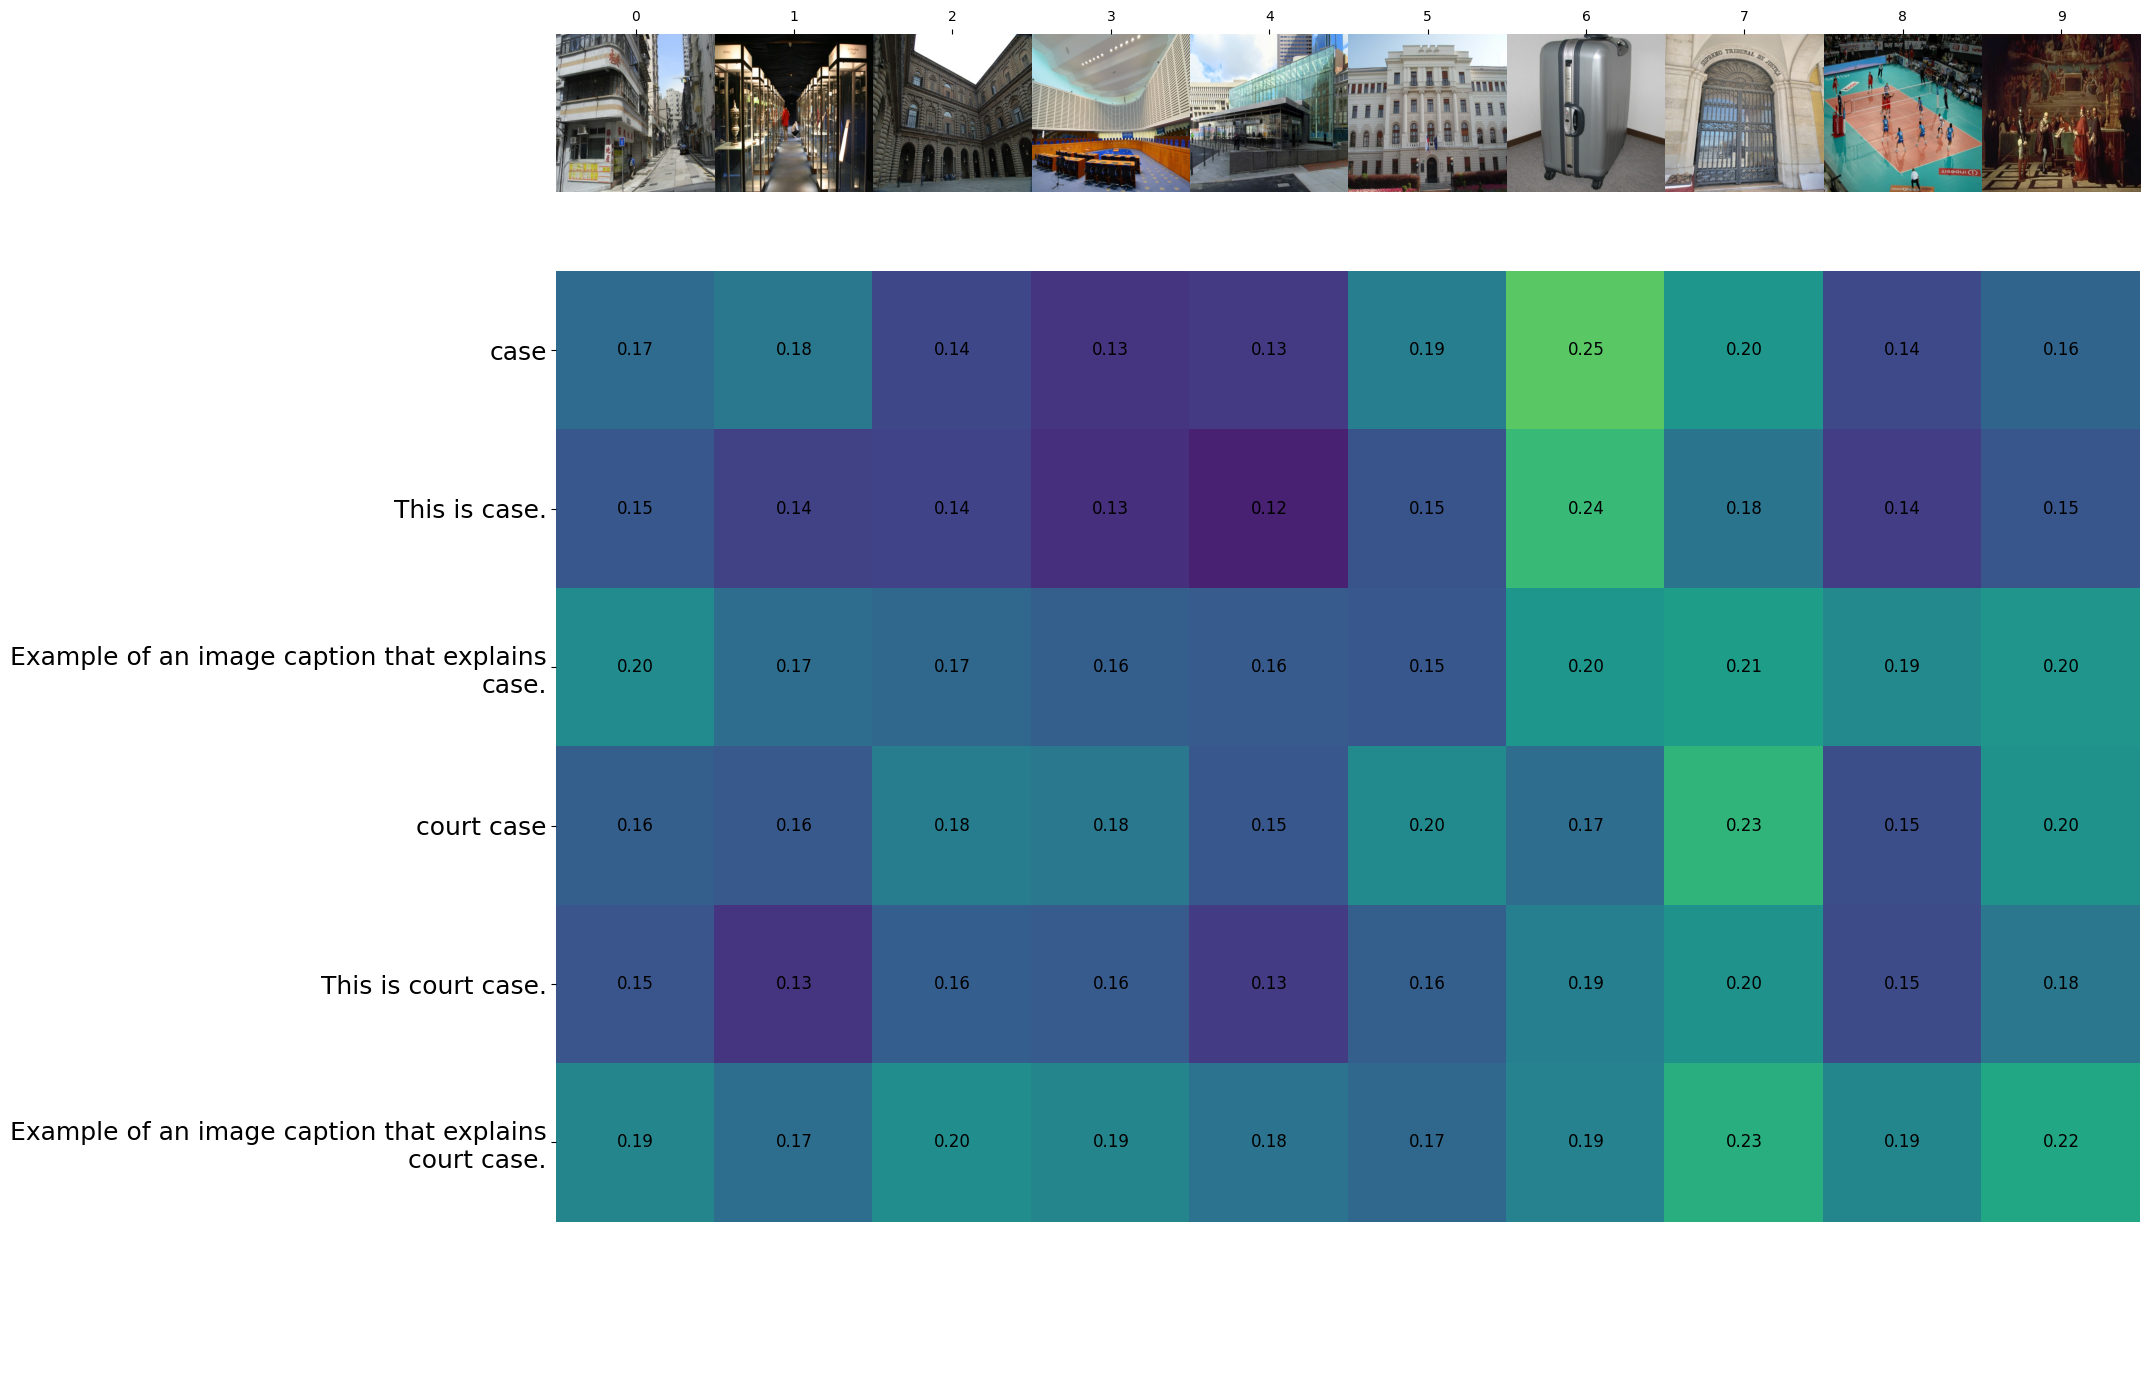 0 1 2 3 4 5 6 7 8 9
SUPREMO TRIBUNAL DE JUSTIÇA
case 0.17 0.18 0.14 0.13 0.13 0.19 0.25 0.20 0.14 0.16
This is case. 0.15 0.14 0.14 0.13 0.12 0.15 0.24 0.18 0.14 0.15
Example of an image caption that explains
case. 0.20 0.17 0.17 0.16 0.16 0.15 0.20 0.21 0.19 0.20
court case 0.16 0.16 0.18 0.18 0.15 0.20 0.17 0.23 0.15 0.20
This is court case. 0.15 0.13 0.16 0.16 0.13 0.16 0.19 0.20 0.15 0.18
Example of an image caption that explains
court case. 0.19 0.17 0.20 0.19 0.18 0.17 0.19 0.23 0.19 0.22